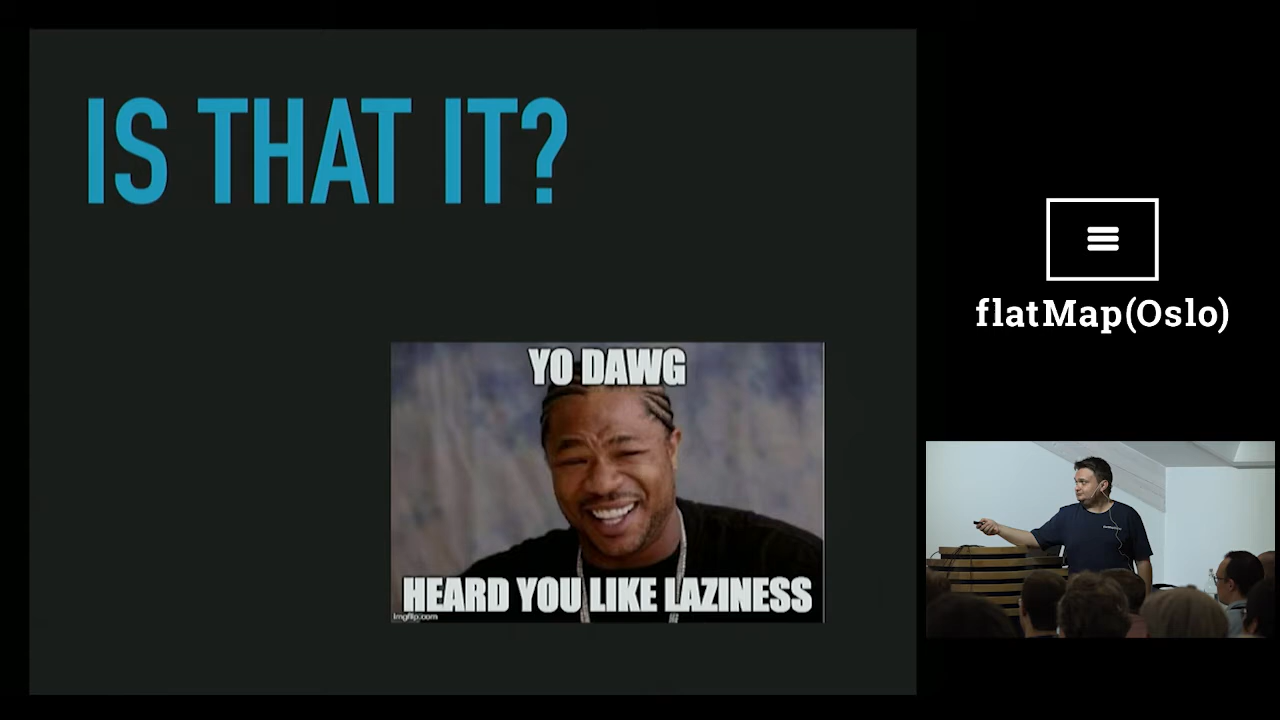 IS THAT IT?
YO DAWG
HEARD YOU LIKE LAZINESS
imgflip.com
flatMap(Oslo)